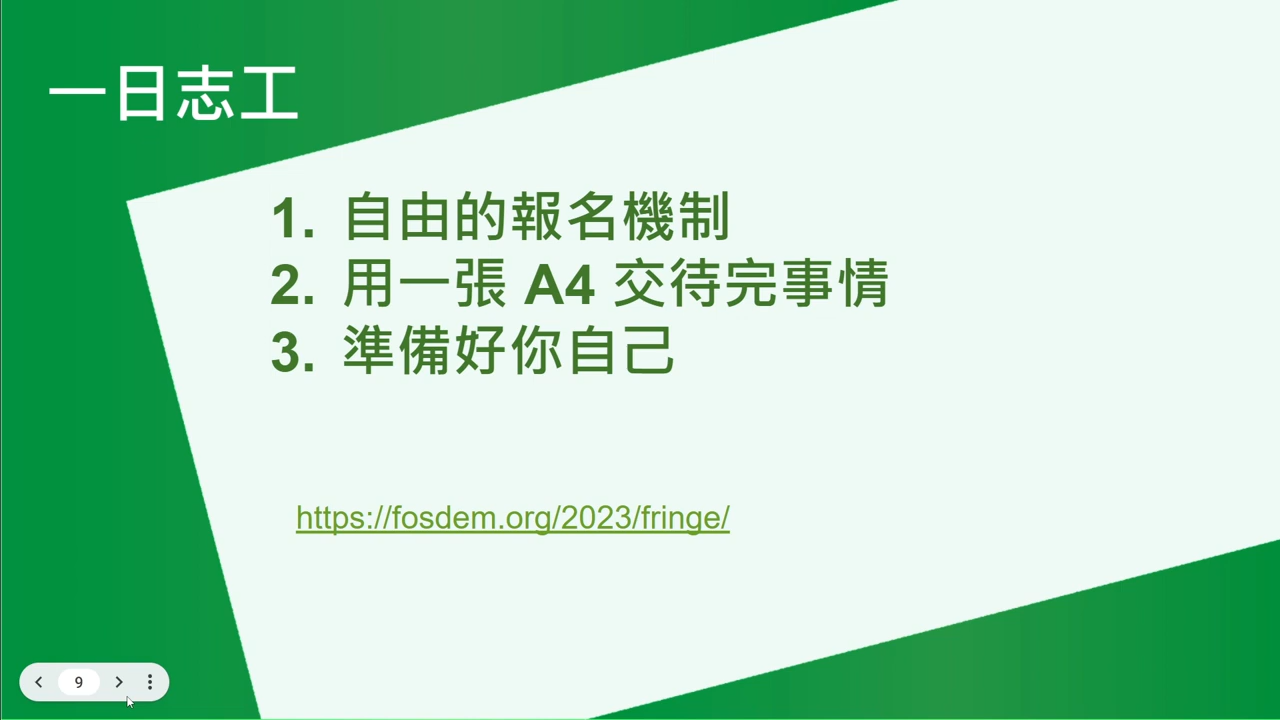 一日志工
1. 自由的報名機制
2. 用一張 A4 交待完事情
3. 準備好你自己
https://fosdem.org/2023/fringe/
9